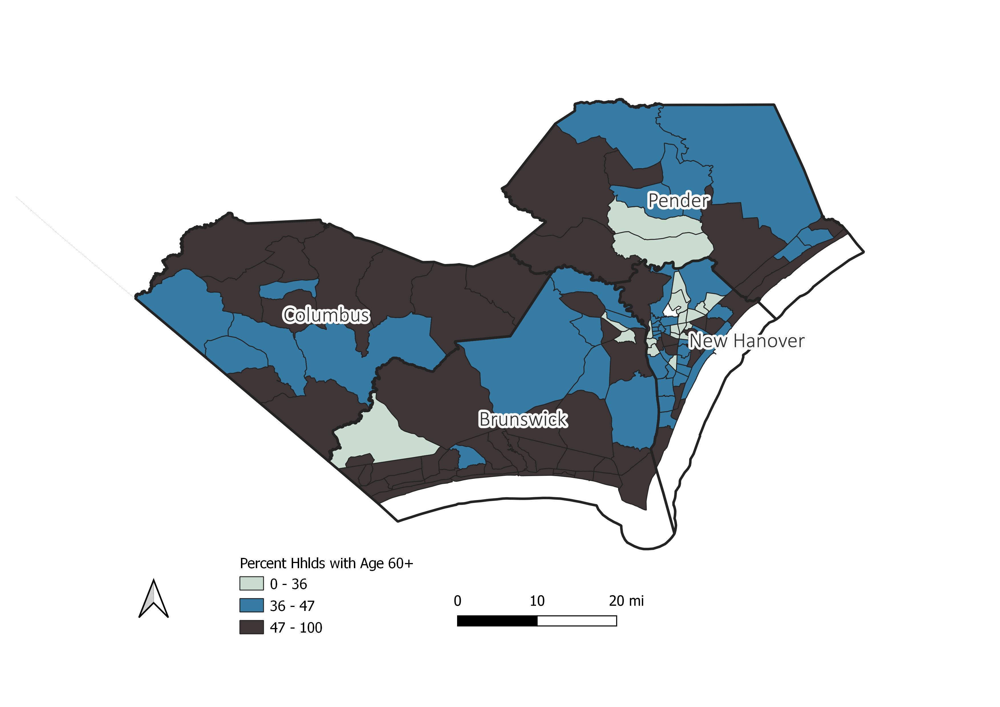 Pender
Columbus
New Hanover
Brunswick
Percent Hhlds with Age 60+
0 - 36
36 - 47
47 - 100
0 10 20 mi